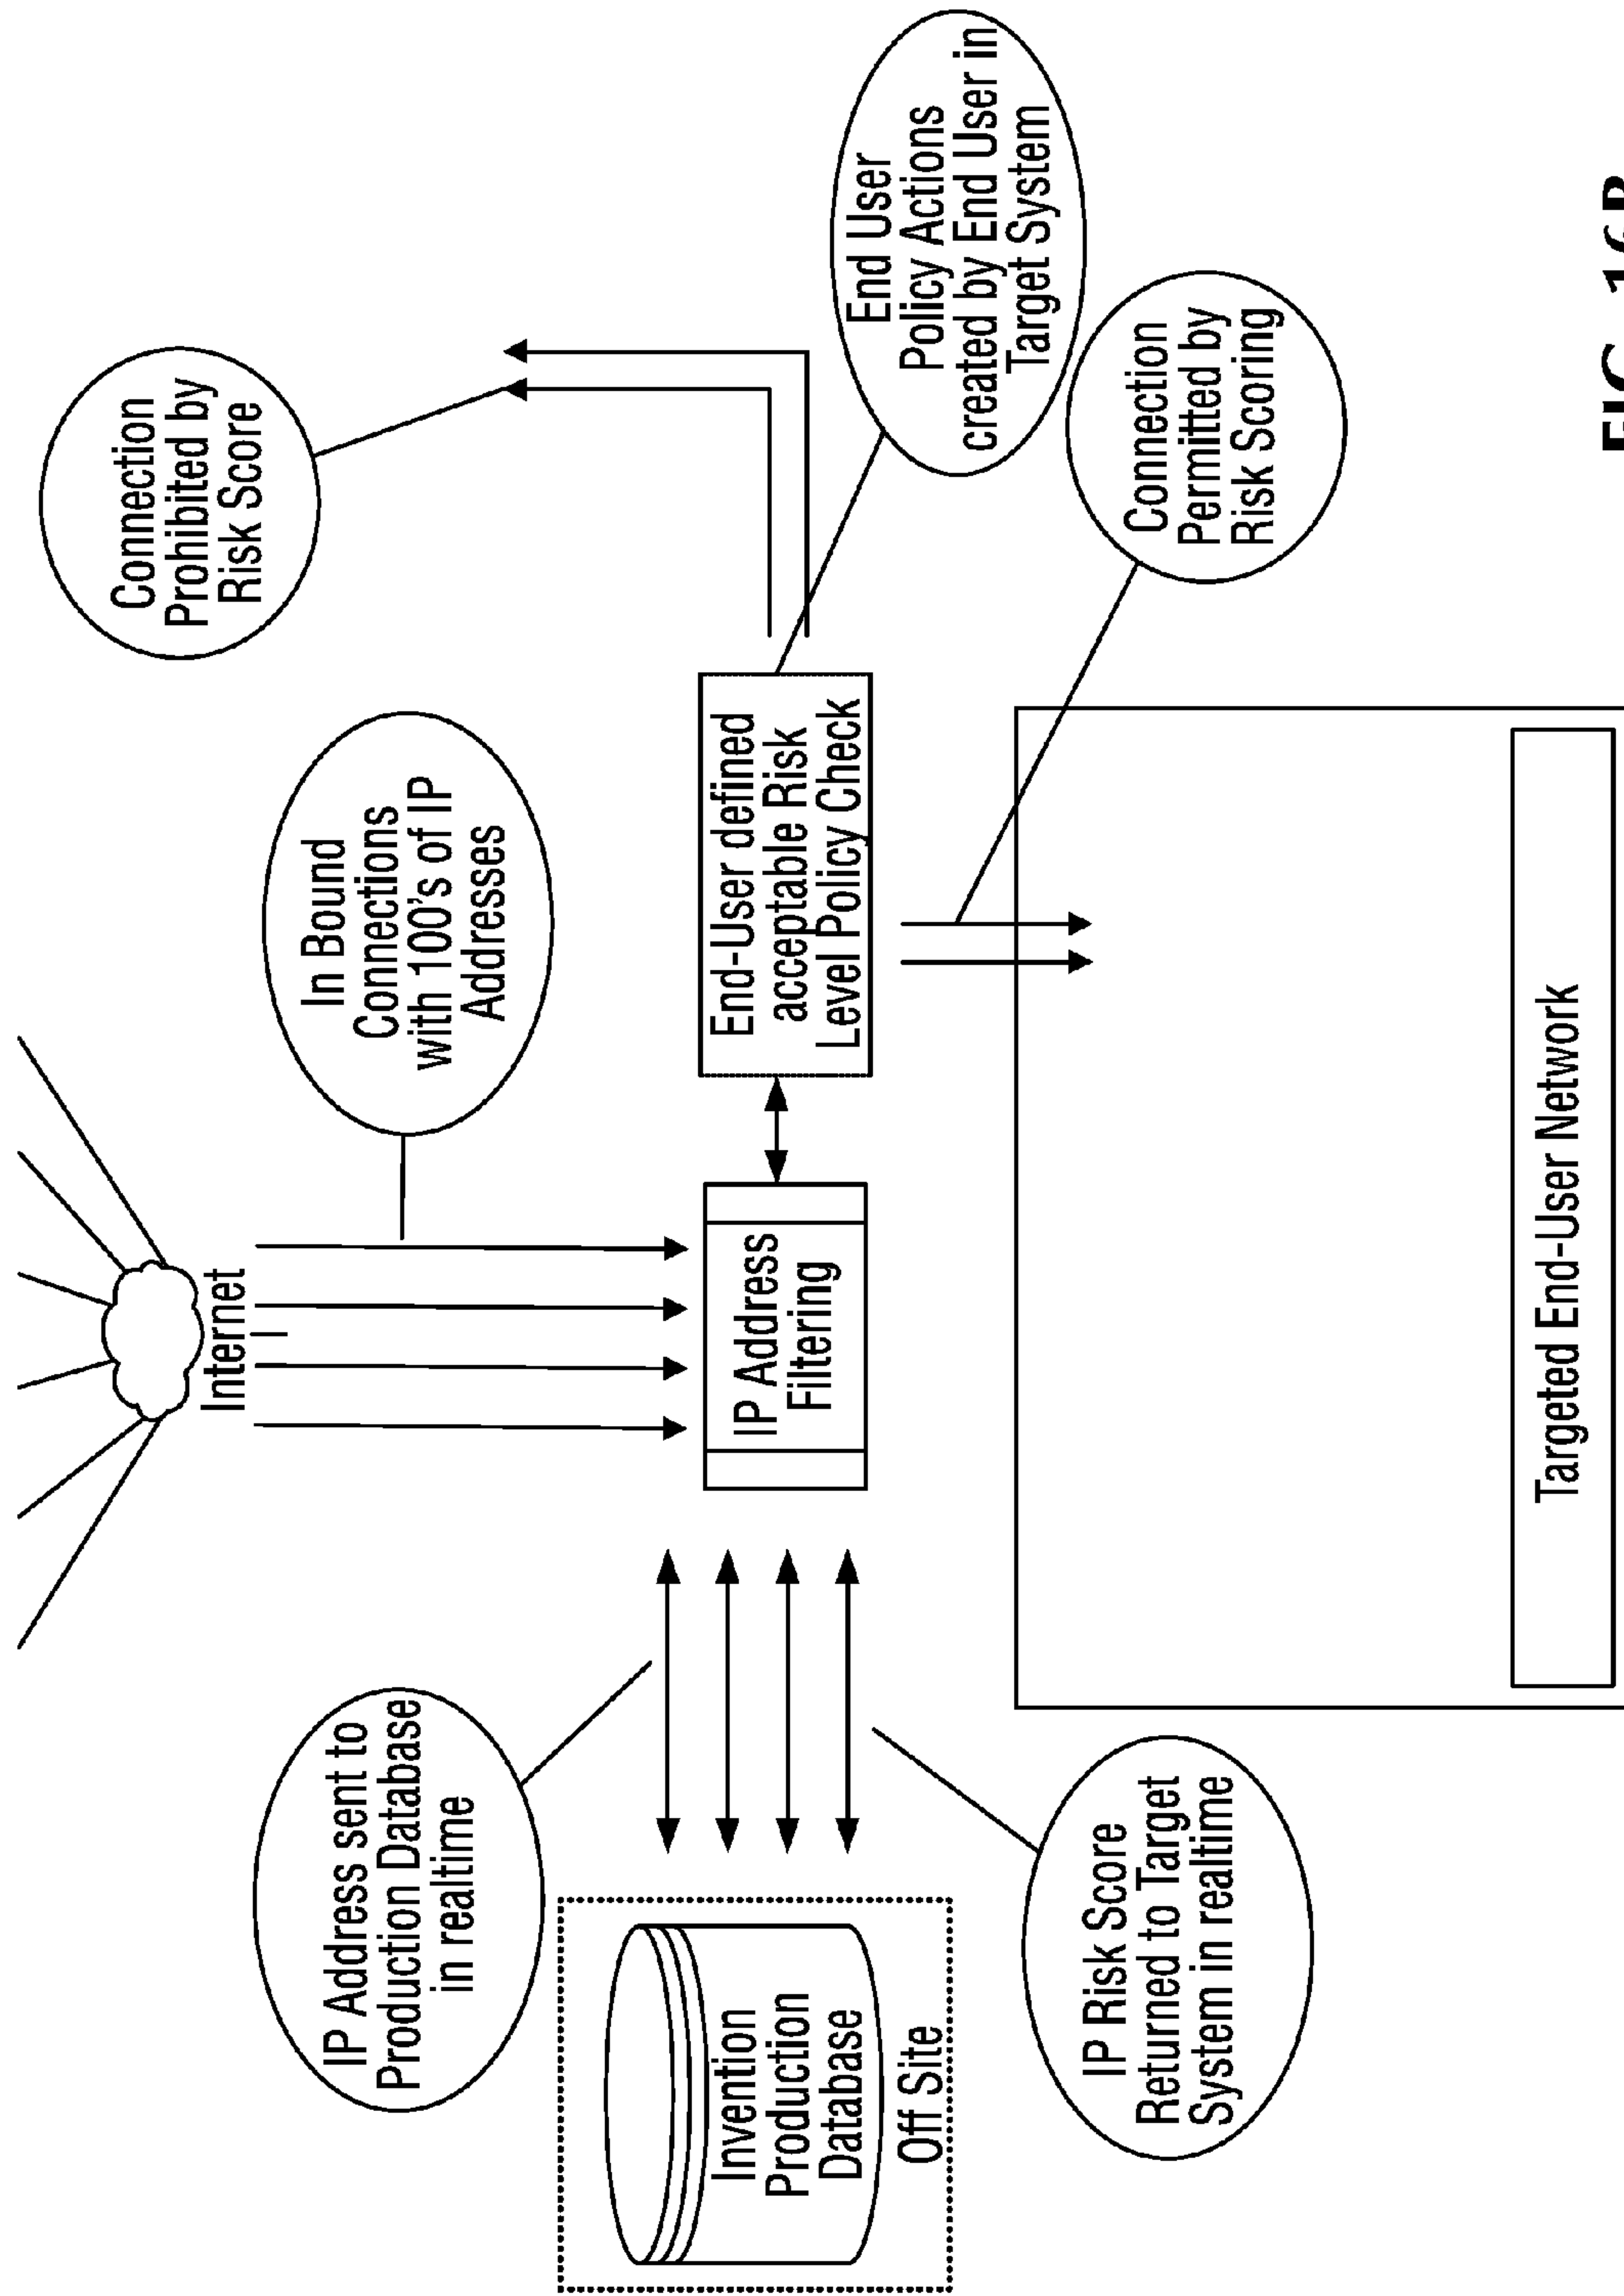 Connection
Prohibited by
Risk Score
Internet
IP Address sent to
Production Database
in realtime
In Bound
Connections
with 100's of IP
Addresses
Invention
Production
Database
Off Site
IP Address
Filtering
End-User defined
acceptable Risk
Level Policy Check
End User
Policy Actions
created by End User in
Target System
IP Risk Score
Returned to Target
System in realtime
Connection
Permitted by
Risk Scoring
Targeted End-User Network
FIG